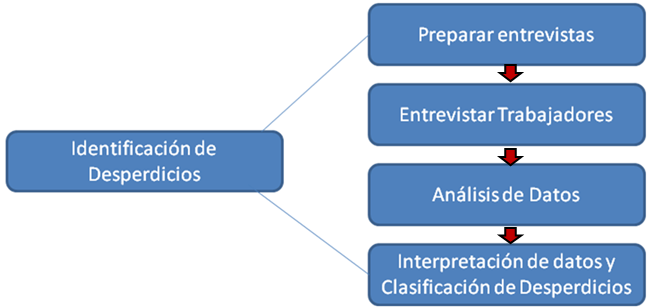 Preparar entrevistas
Entrevistar Trabajadores
Identificación de
Desperdicios
Análisis de Datos
Interpretación de datos y
Clasificación de Desperdicios